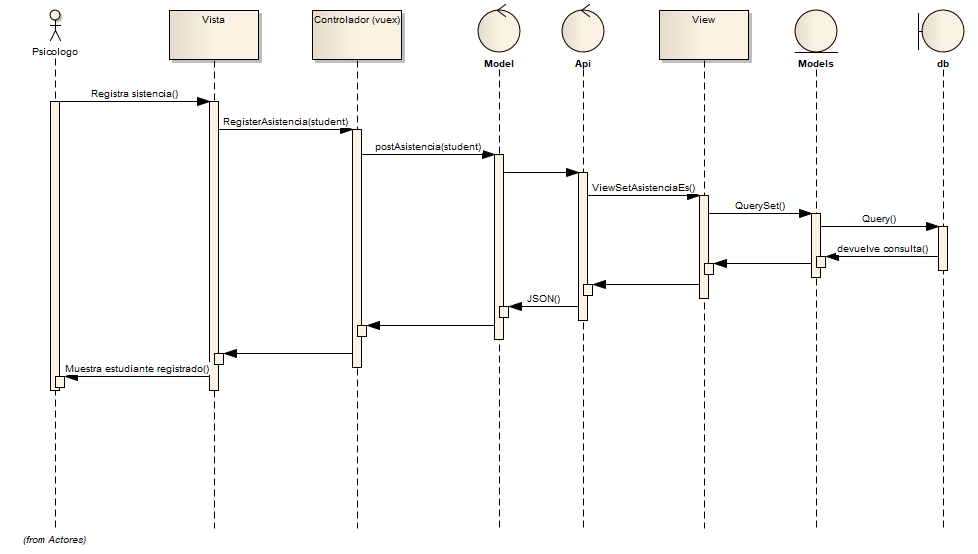 Vista
Controlador (vuex)
View
Psicologo
Model
Api
Models
db
Registra sistencia()
RegisterAsistencia(student)
postAsistencia(student)
ViewSetAsistenciaEs()
QuerySet()
Query()
devuelve consulta()
JSON()
Muestra estudiante registrado()
(from Actores)